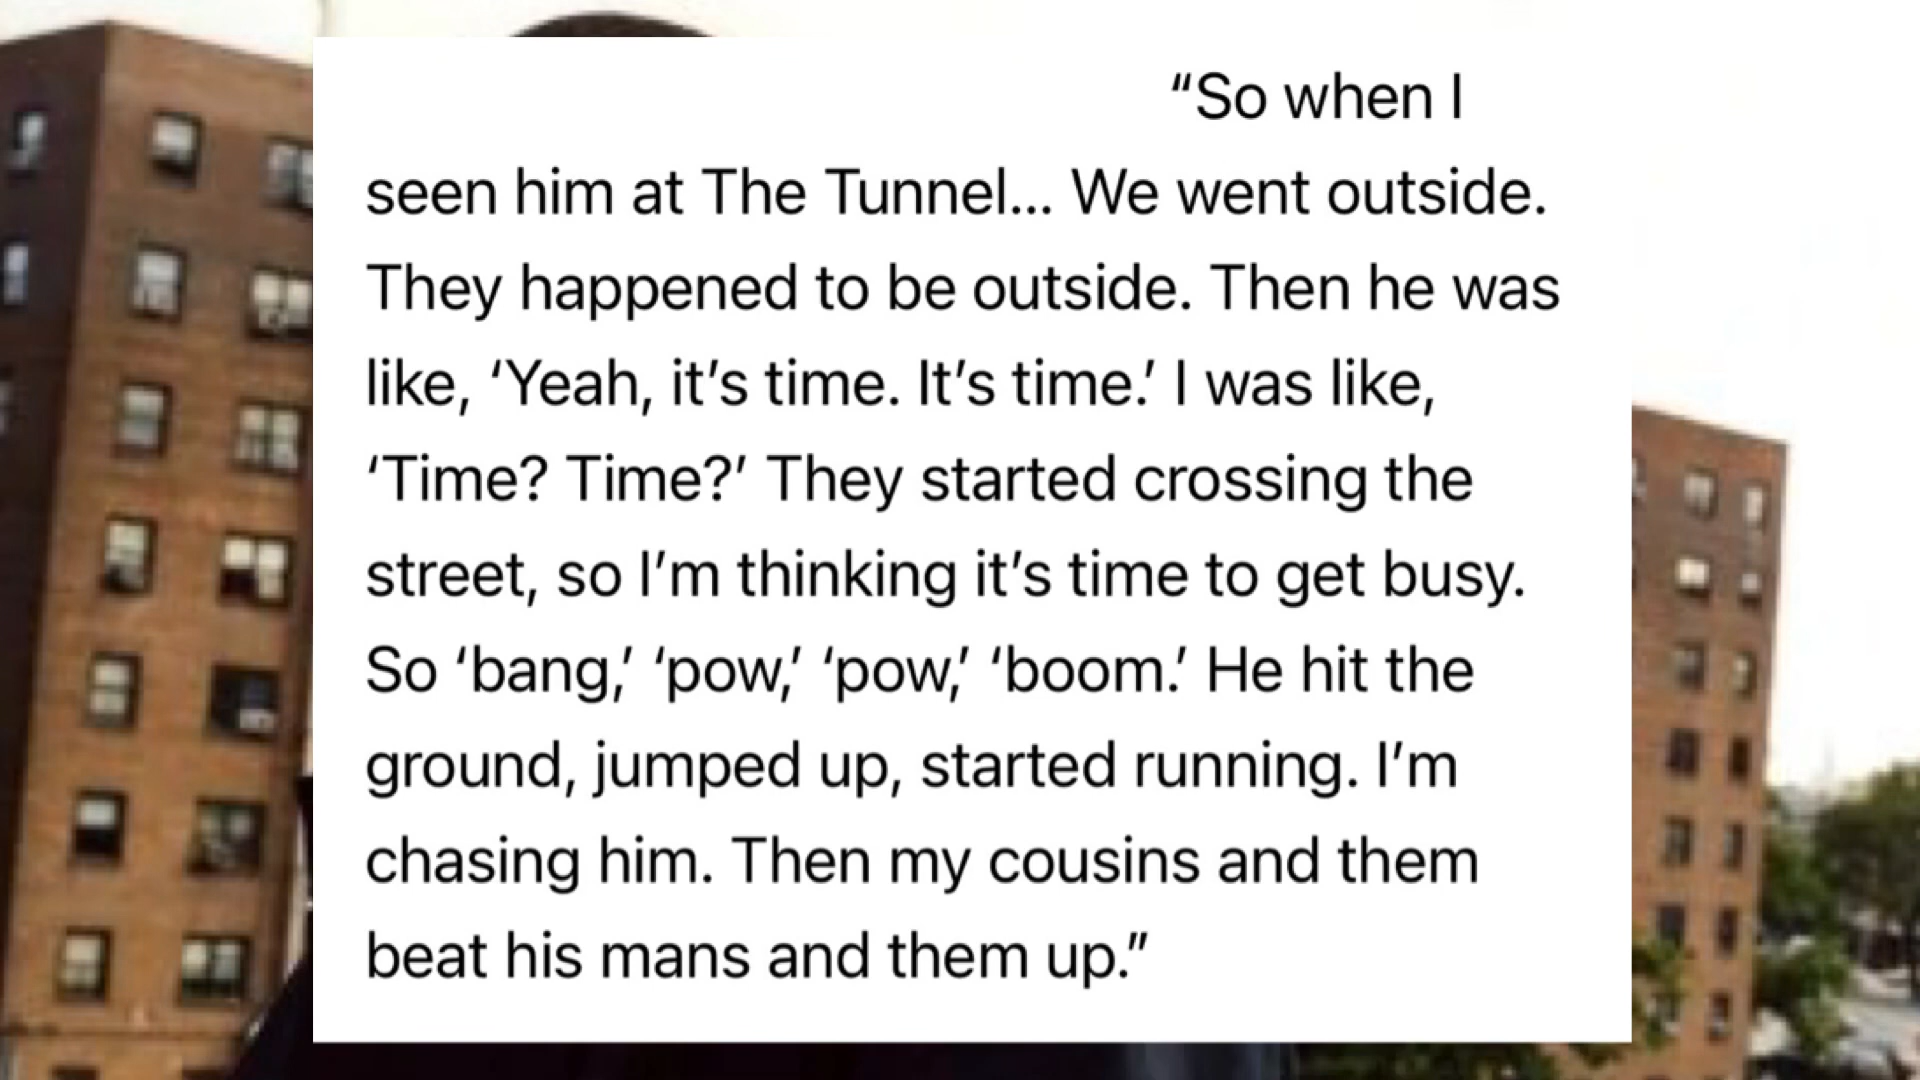 “So when I
seen him at The Tunnel... We went outside.
They happened to be outside. Then he was
like, ‘Yeah, it’s time. It’s time.’ I was like,
‘Time? Time?’ They started crossing the
street, so I’m thinking it’s time to get busy.
So ‘bang,’ ‘pow,’ ‘pow,’ ‘boom.’ He hit the
ground, jumped up, started running. I’m
chasing him. Then my cousins and them
beat his mans and them up.”